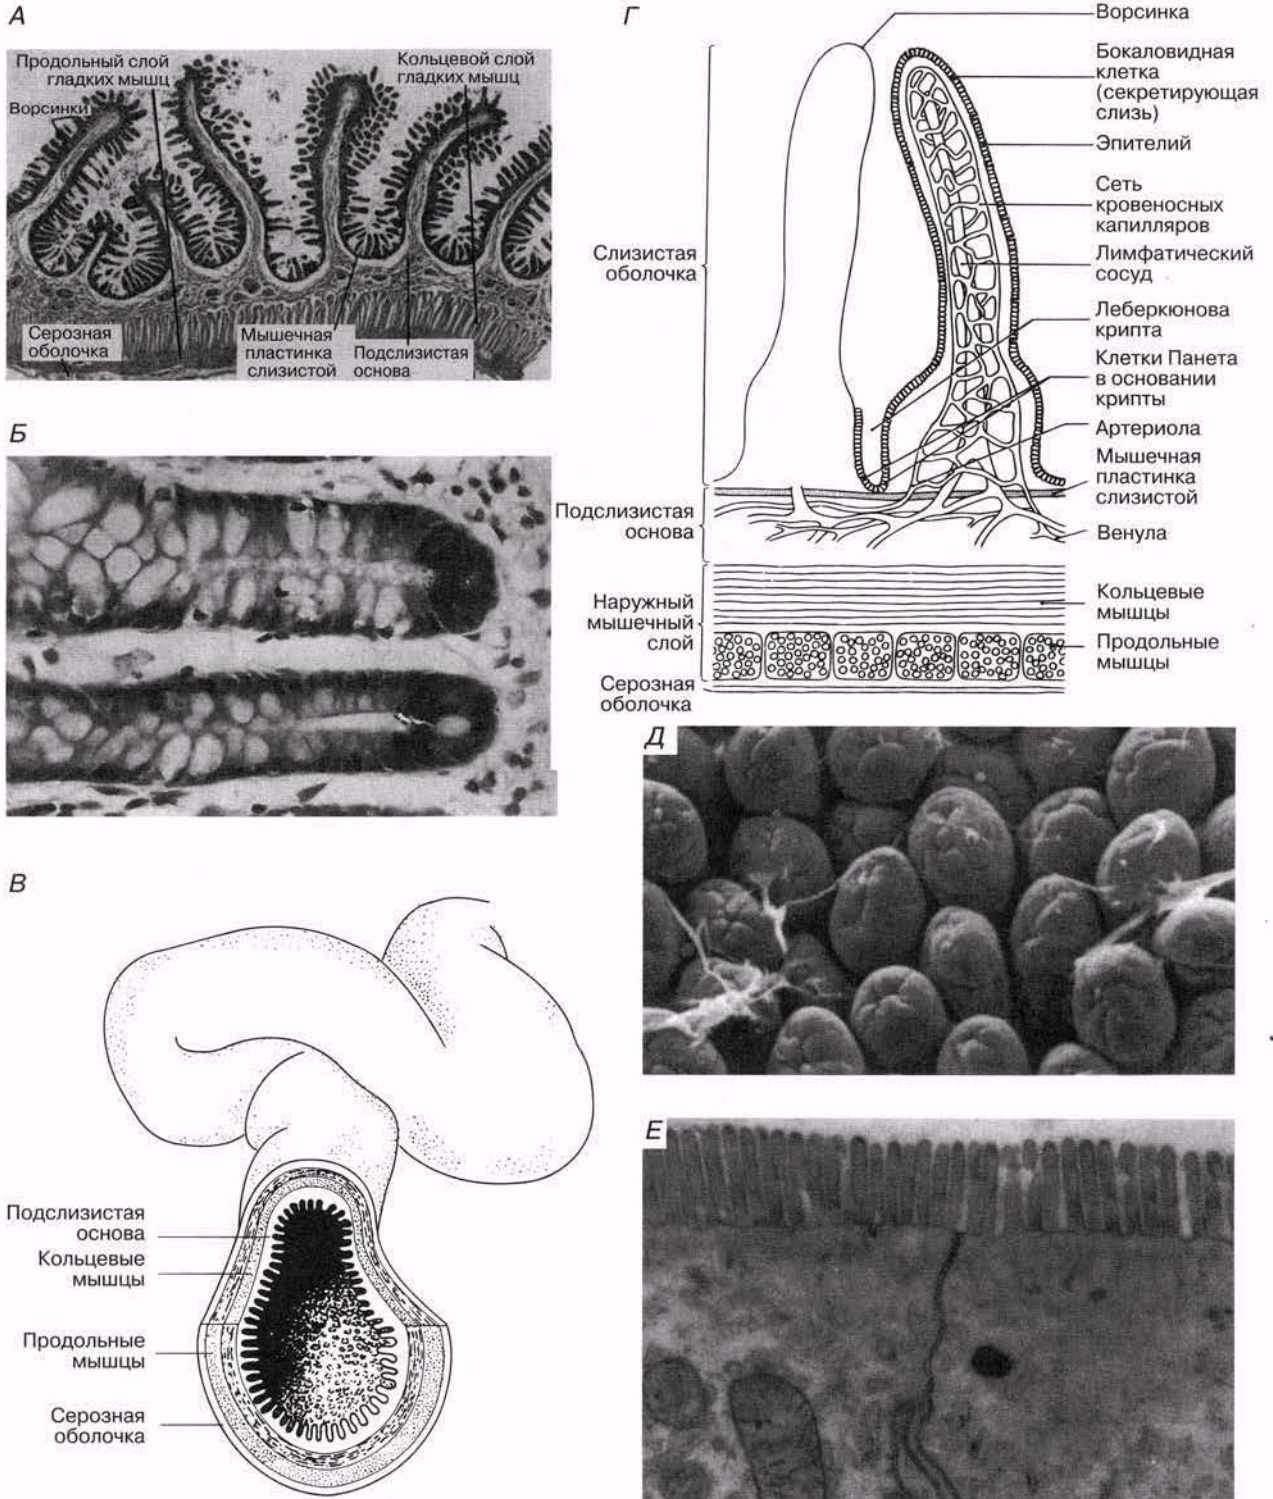 А
Продольный слой
гладких мышц
Кольцевой слой
гладких мышц
Ворсинки
Серозная
оболочка
Мышечная
пластинка
слизистой
Подслизистая
основа
Б
В
Подслизистая
основа
Кольцевые
мышцы
Продольные
мышцы
Серозная
оболочка
Г
Ворсинка
Бокаловидная
клетка
(секретирующая
слизь)
Эпителий
Сеть
кровеносных
капилляров
Лимфатический
сосуд
Леберкюнова
крипта
Клетки Панета
в основании
крипты
Артериола
Мышечная
пластинка
слизистой
Венула
Кольцевые
мышцы
Продольные
мышцы
Слизистая
оболочка
Подслизистая
основа
Наружный
мышечный
слой
Серозная
оболочка
Д
Е